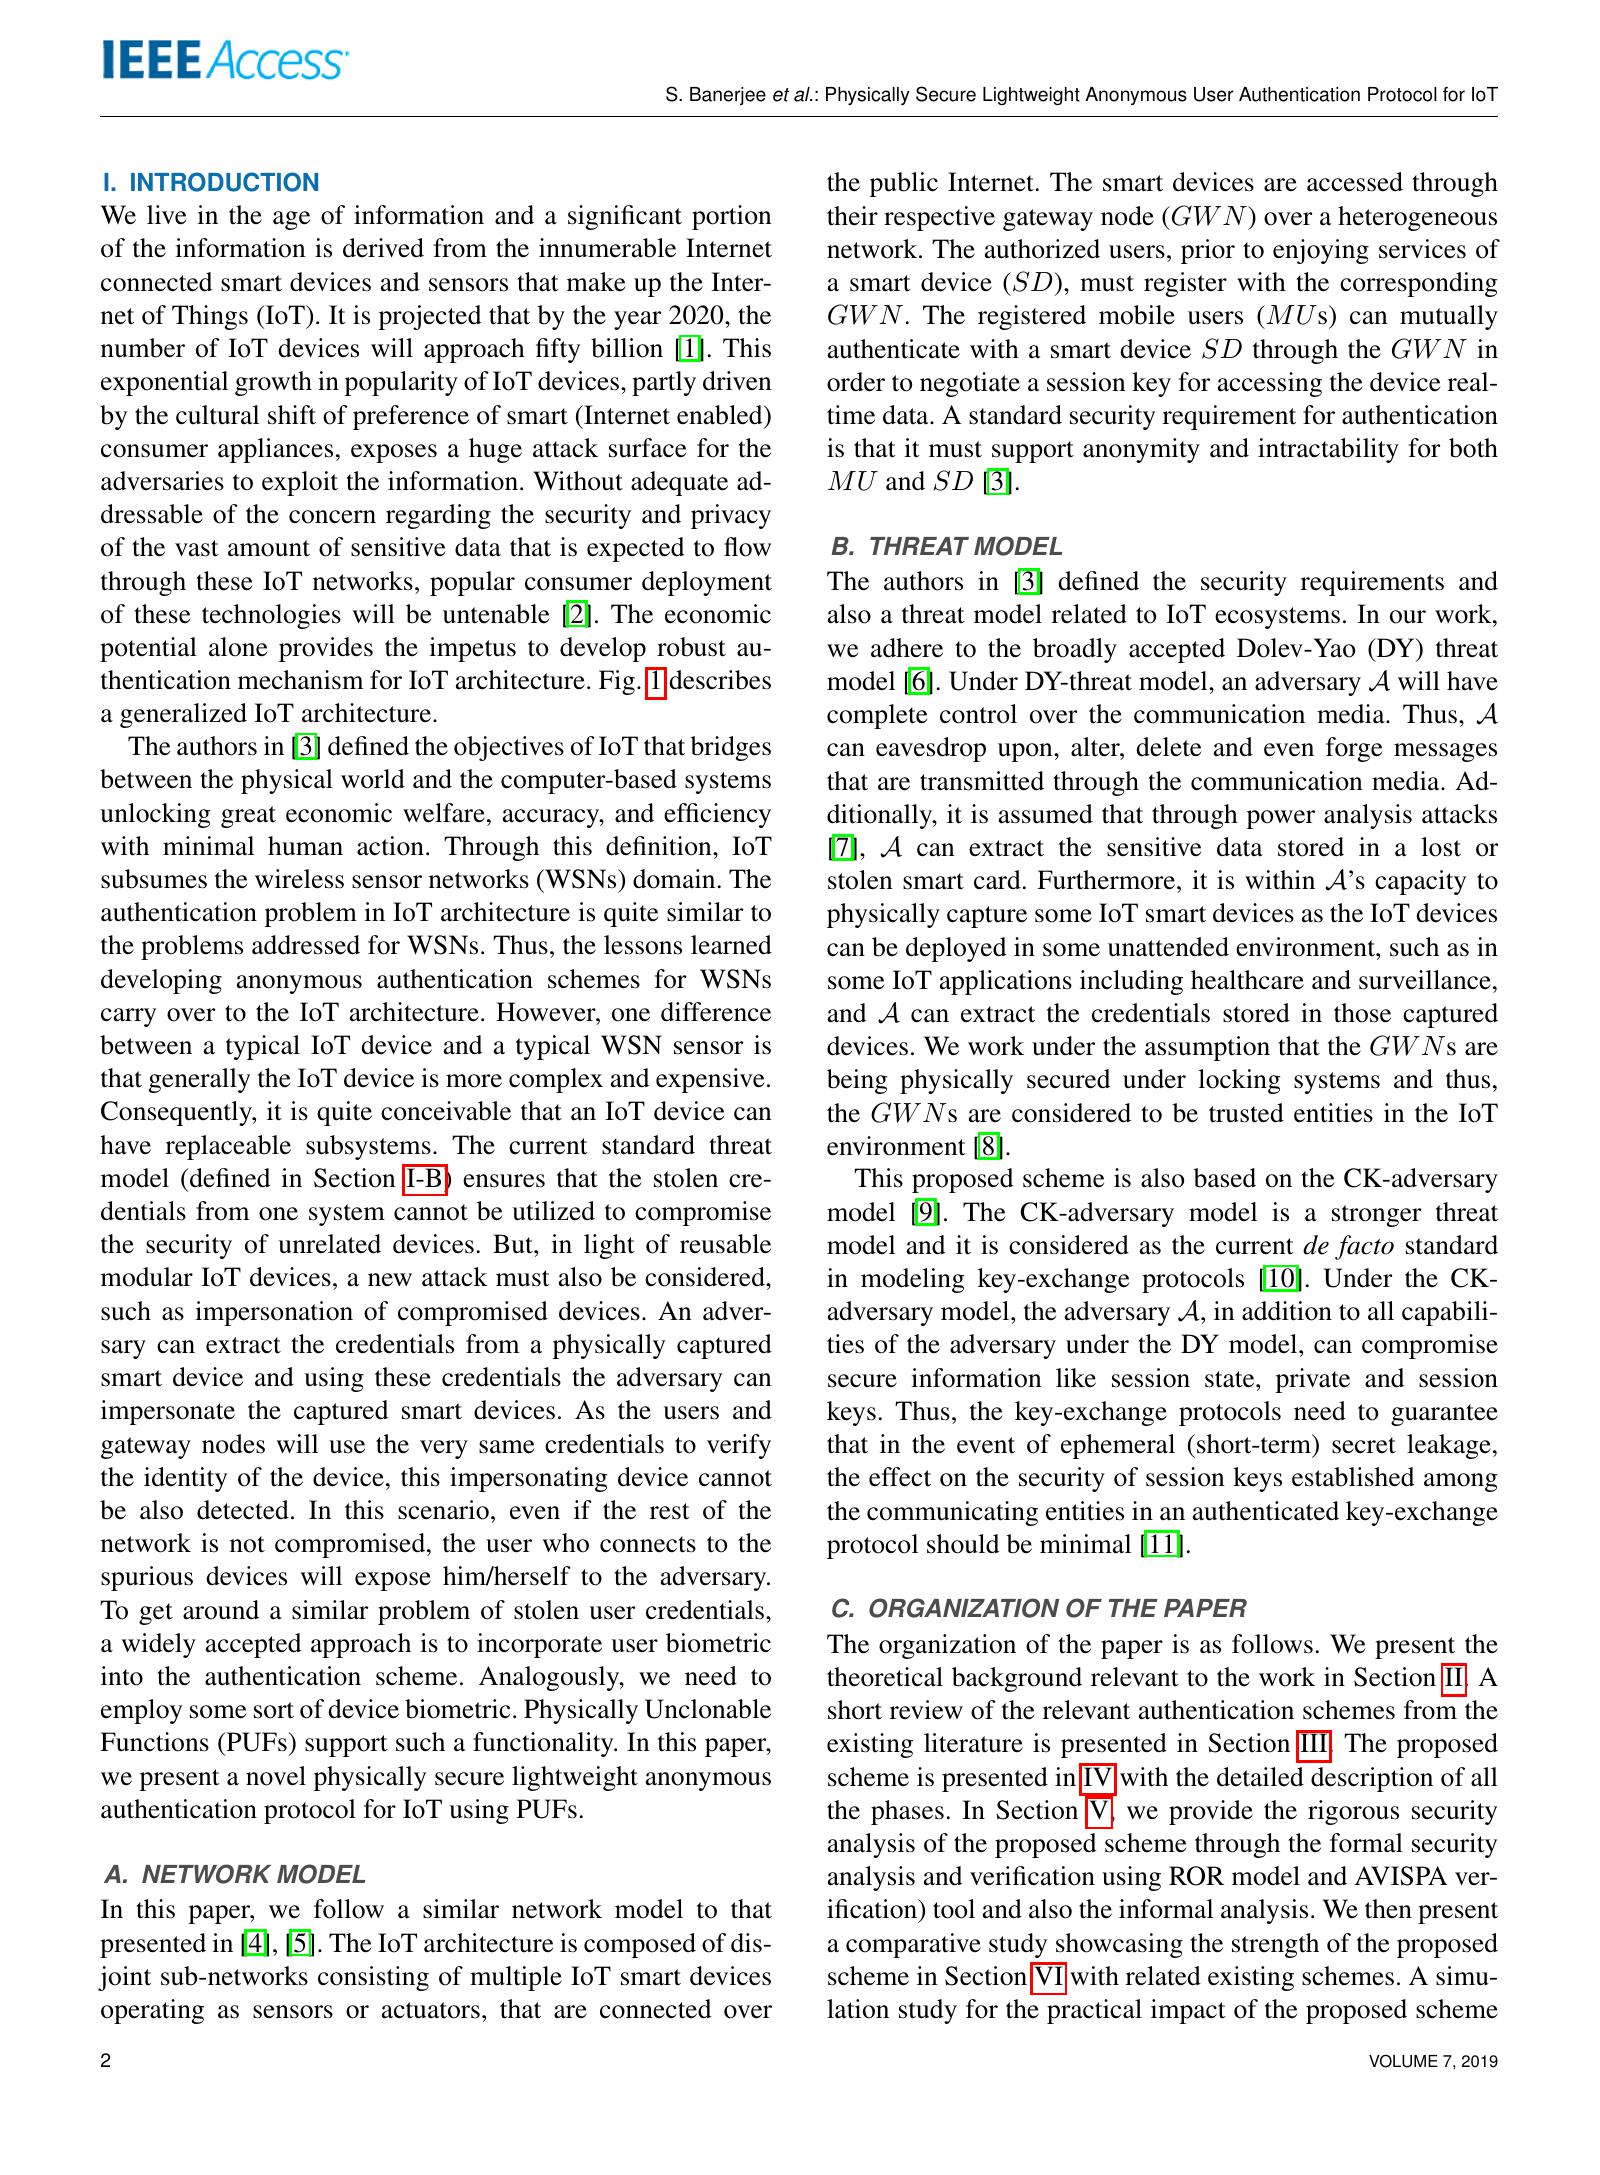 IEEE Access
S. Banerjee et al.: Physically Secure Lightweight Anonymous User Authentication Protocol for IoT
I. INTRODUCTION
We live in the age of information and a significant portion
of the information is derived from the innumerable Internet
connected smart devices and sensors that make up the Inter-
net of Things (IoT). It is projected that by the year 2020, the
number of IoT devices will approach fifty billion [1]. This
exponential growth in popularity of IoT devices, partly driven
by the cultural shift of preference of smart (Internet enabled)
consumer appliances, exposes a huge attack surface for the
adversaries to exploit the information. Without adequate ad-
dressable of the concern regarding the security and privacy
of the vast amount of sensitive data that is expected to flow
through these IoT networks, popular consumer deployment
of these technologies will be untenable [2]. The economic
potential alone provides the impetus to develop robust au-
thentication mechanism for IoT architecture. Fig. 1 describes
a generalized IoT architecture.
The authors in [3] defined the objectives of IoT that bridges
between the physical world and the computer-based systems
unlocking great economic welfare, accuracy, and efficiency
with minimal human action. Through this definition, IoT
subsumes the wireless sensor networks (WSNs) domain. The
authentication problem in IoT architecture is quite similar to
the problems addressed for WSNs. Thus, the lessons learned
developing anonymous authentication schemes for WSNs
carry over to the IoT architecture. However, one difference
between a typical IoT device and a typical WSN sensor is
that generally the IoT device is more complex and expensive.
Consequently, it is quite conceivable that an IoT device can
have replaceable subsystems. The current standard threat
model (defined in Section I-B) ensures that the stolen cre-
dentials from one system cannot be utilized to compromise
the security of unrelated devices. But, in light of reusable
modular IoT devices, a new attack must also be considered,
such as impersonation of compromised devices. An adver-
sary can extract the credentials from a physically captured
smart device and using these credentials the adversary can
impersonate the captured smart devices. As the users and
gateway nodes will use the very same credentials to verify
the identity of the device, this impersonating device cannot
be also detected. In this scenario, even if the rest of the
network is not compromised, the user who connects to the
spurious devices will expose him/herself to the adversary.
To get around a similar problem of stolen user credentials,
a widely accepted approach is to incorporate user biometric
into the authentication scheme. Analogously, we need to
employ some sort of device biometric. Physically Unclonable
Functions (PUFs) support such a functionality. In this paper,
we present a novel physically secure lightweight anonymous
authentication protocol for IoT using PUFs.
A. NETWORK MODEL
In this paper, we follow a similar network model to that
presented in [4], [5]. The IoT architecture is composed of dis-
joint sub-networks consisting of multiple IoT smart devices
operating as sensors or actuators, that are connected over
the public Internet. The smart devices are accessed through
their respective gateway node (GWN) over a heterogeneous
network. The authorized users, prior to enjoying services of
a smart device (SD), must register with the corresponding
GWN. The registered mobile users (MUs) can mutually
authenticate with a smart device SD through the GWN in
order to negotiate a session key for accessing the device real-
time data. A standard security requirement for authentication
is that it must support anonymity and intractability for both
MU and SD [3].
B. THREAT MODEL
The authors in [3] defined the security requirements and
also a threat model related to IoT ecosystems. In our work,
we adhere to the broadly accepted Dolev-Yao (DY) threat
model [6]. Under DY-threat model, an adversary 𝒜 will have
complete control over the communication media. Thus, 𝒜
can eavesdrop upon, alter, delete and even forge messages
that are transmitted through the communication media. Ad-
ditionally, it is assumed that through power analysis attacks
[7], 𝒜 can extract the sensitive data stored in a lost or
stolen smart card. Furthermore, it is within 𝒜's capacity to
physically capture some IoT smart devices as the IoT devices
can be deployed in some unattended environment, such as in
some IoT applications including healthcare and surveillance,
and 𝒜 can extract the credentials stored in those captured
devices. We work under the assumption that the GWNs are
being physically secured under locking systems and thus,
the GWNs are considered to be trusted entities in the IoT
environment [8].
This proposed scheme is also based on the CK-adversary
model [9]. The CK-adversary model is a stronger threat
model and it is considered as the current de facto standard
in modeling key-exchange protocols [10]. Under the CK-
adversary model, the adversary 𝒜, in addition to all capabili-
ties of the adversary under the DY model, can compromise
secure information like session state, private and session
keys. Thus, the key-exchange protocols need to guarantee
that in the event of ephemeral (short-term) secret leakage,
the effect on the security of session keys established among
the communicating entities in an authenticated key-exchange
protocol should be minimal [11].
C. ORGANIZATION OF THE PAPER
The organization of the paper is as follows. We present the
theoretical background relevant to the work in Section II. A
short review of the relevant authentication schemes from the
existing literature is presented in Section III. The proposed
scheme is presented in IV with the detailed description of all
the phases. In Section V, we provide the rigorous security
analysis of the proposed scheme through the formal security
analysis and verification using ROR model and AVISPA ver-
ification) tool and also the informal analysis. We then present
a comparative study showcasing the strength of the proposed
scheme in Section VI with related existing schemes. A simu-
lation study for the practical impact of the proposed scheme
2
VOLUME 7, 2019